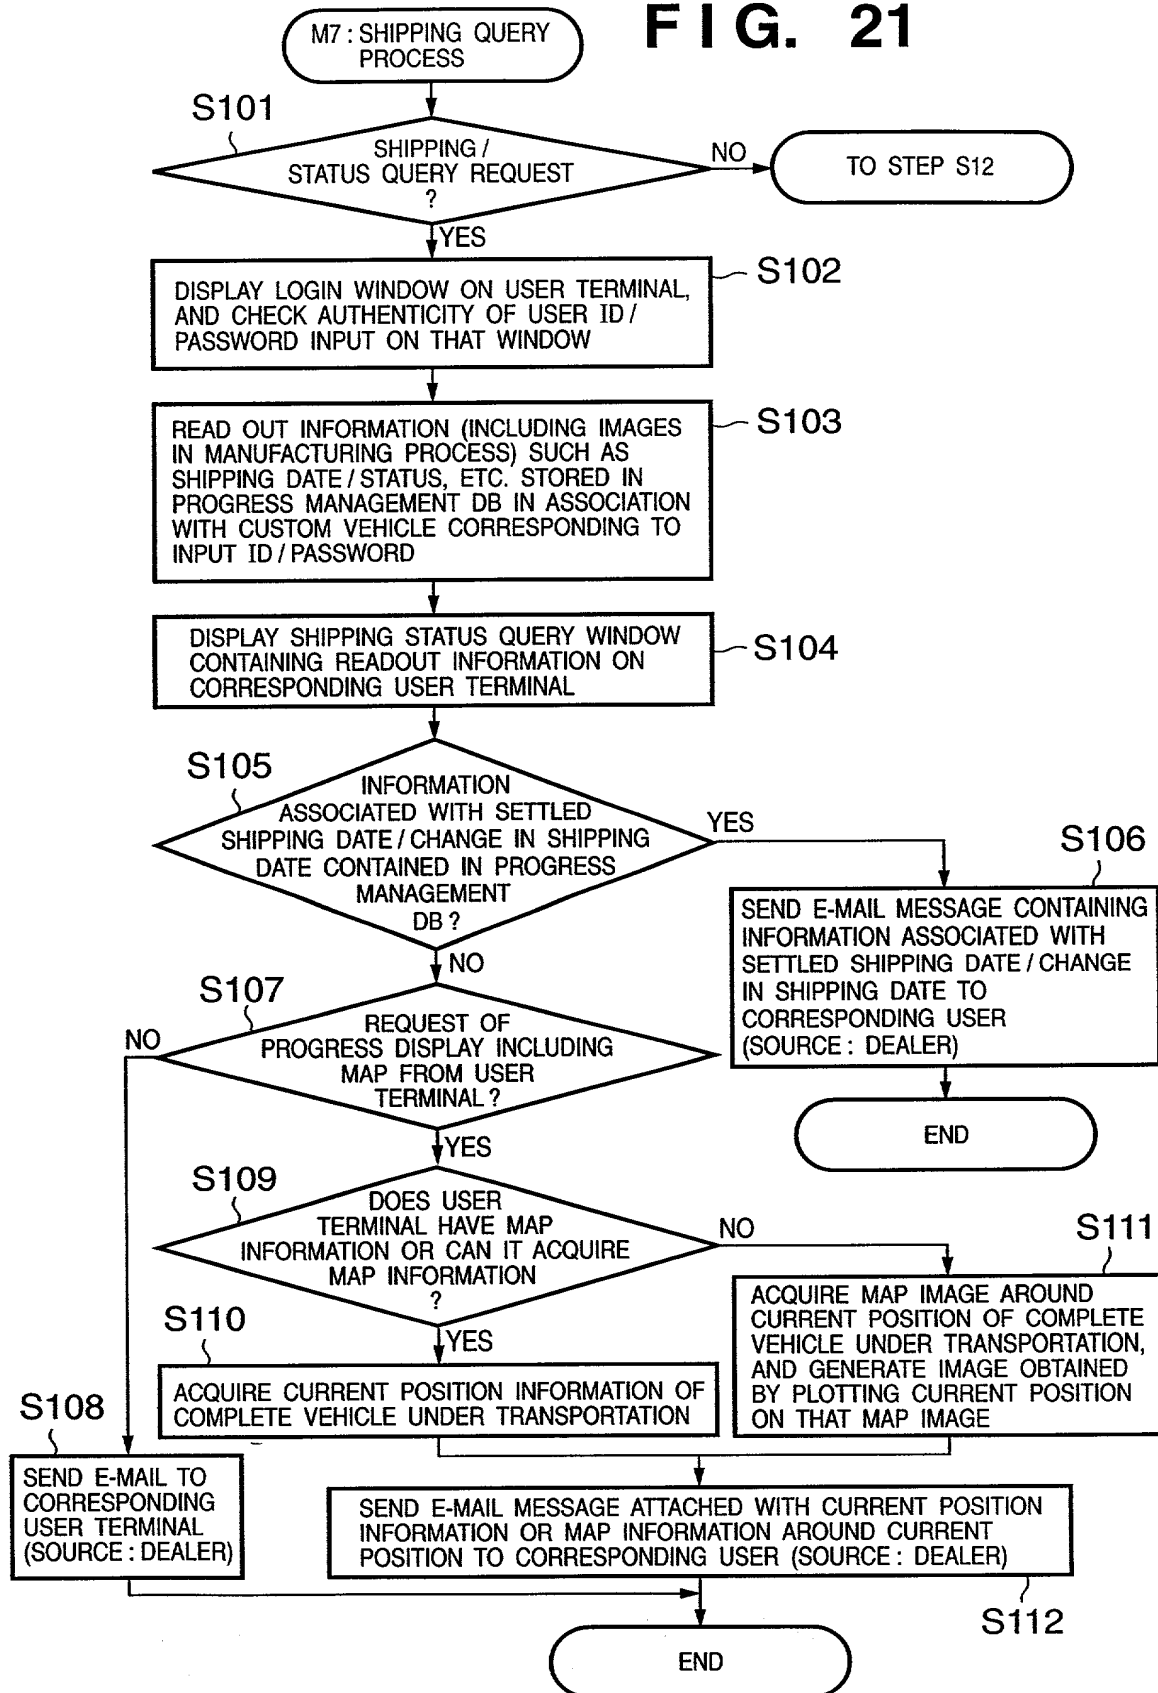 FIG. 21
M7 : SHIPPING QUERY
PROCESS
S101
SHIPPING /
STATUS QUERY REQUEST
?
NO
TO STEP S12
YES
S102
DISPLAY LOGIN WINDOW ON USER TERMINAL,
AND CHECK AUTHENTICITY OF USER ID /
PASSWORD INPUT ON THAT WINDOW
S103
READ OUT INFORMATION (INCLUDING IMAGES
IN MANUFACTURING PROCESS) SUCH AS
SHIPPING DATE / STATUS, ETC. STORED IN
PROGRESS MANAGEMENT DB IN ASSOCIATION
WITH CUSTOM VEHICLE CORRESPONDING TO
INPUT ID / PASSWORD
S104
DISPLAY SHIPPING STATUS QUERY WINDOW
CONTAINING READOUT INFORMATION ON
CORRESPONDING USER TERMINAL
S105
INFORMATION
ASSOCIATED WITH SETTLED
SHIPPING DATE / CHANGE IN SHIPPING
DATE CONTAINED IN PROGRESS
MANAGEMENT
DB ?
YES
S106
SEND E-MAIL MESSAGE CONTAINING
INFORMATION ASSOCIATED WITH
SETTLED SHIPPING DATE / CHANGE
IN SHIPPING DATE TO
CORRESPONDING USER
(SOURCE : DEALER)
END
NO
S107
NO
REQUEST OF
PROGRESS DISPLAY INCLUDING
MAP FROM USER
TERMINAL ?
YES
S109
DOES USER
TERMINAL HAVE MAP
INFORMATION OR CAN IT ACQUIRE
MAP INFORMATION
?
NO
S111
ACQUIRE MAP IMAGE AROUND
CURRENT POSITION OF COMPLETE
VEHICLE UNDER TRANSPORTATION,
AND GENERATE IMAGE OBTAINED
BY PLOTTING CURRENT POSITION
ON THAT MAP IMAGE
YES
S110
ACQUIRE CURRENT POSITION INFORMATION OF
COMPLETE VEHICLE UNDER TRANSPORTATION
S108
SEND E-MAIL TO
CORRESPONDING
USER TERMINAL
(SOURCE : DEALER)
SEND E-MAIL MESSAGE ATTACHED WITH CURRENT POSITION
INFORMATION OR MAP INFORMATION AROUND CURRENT
POSITION TO CORRESPONDING USER (SOURCE : DEALER)
S112
END